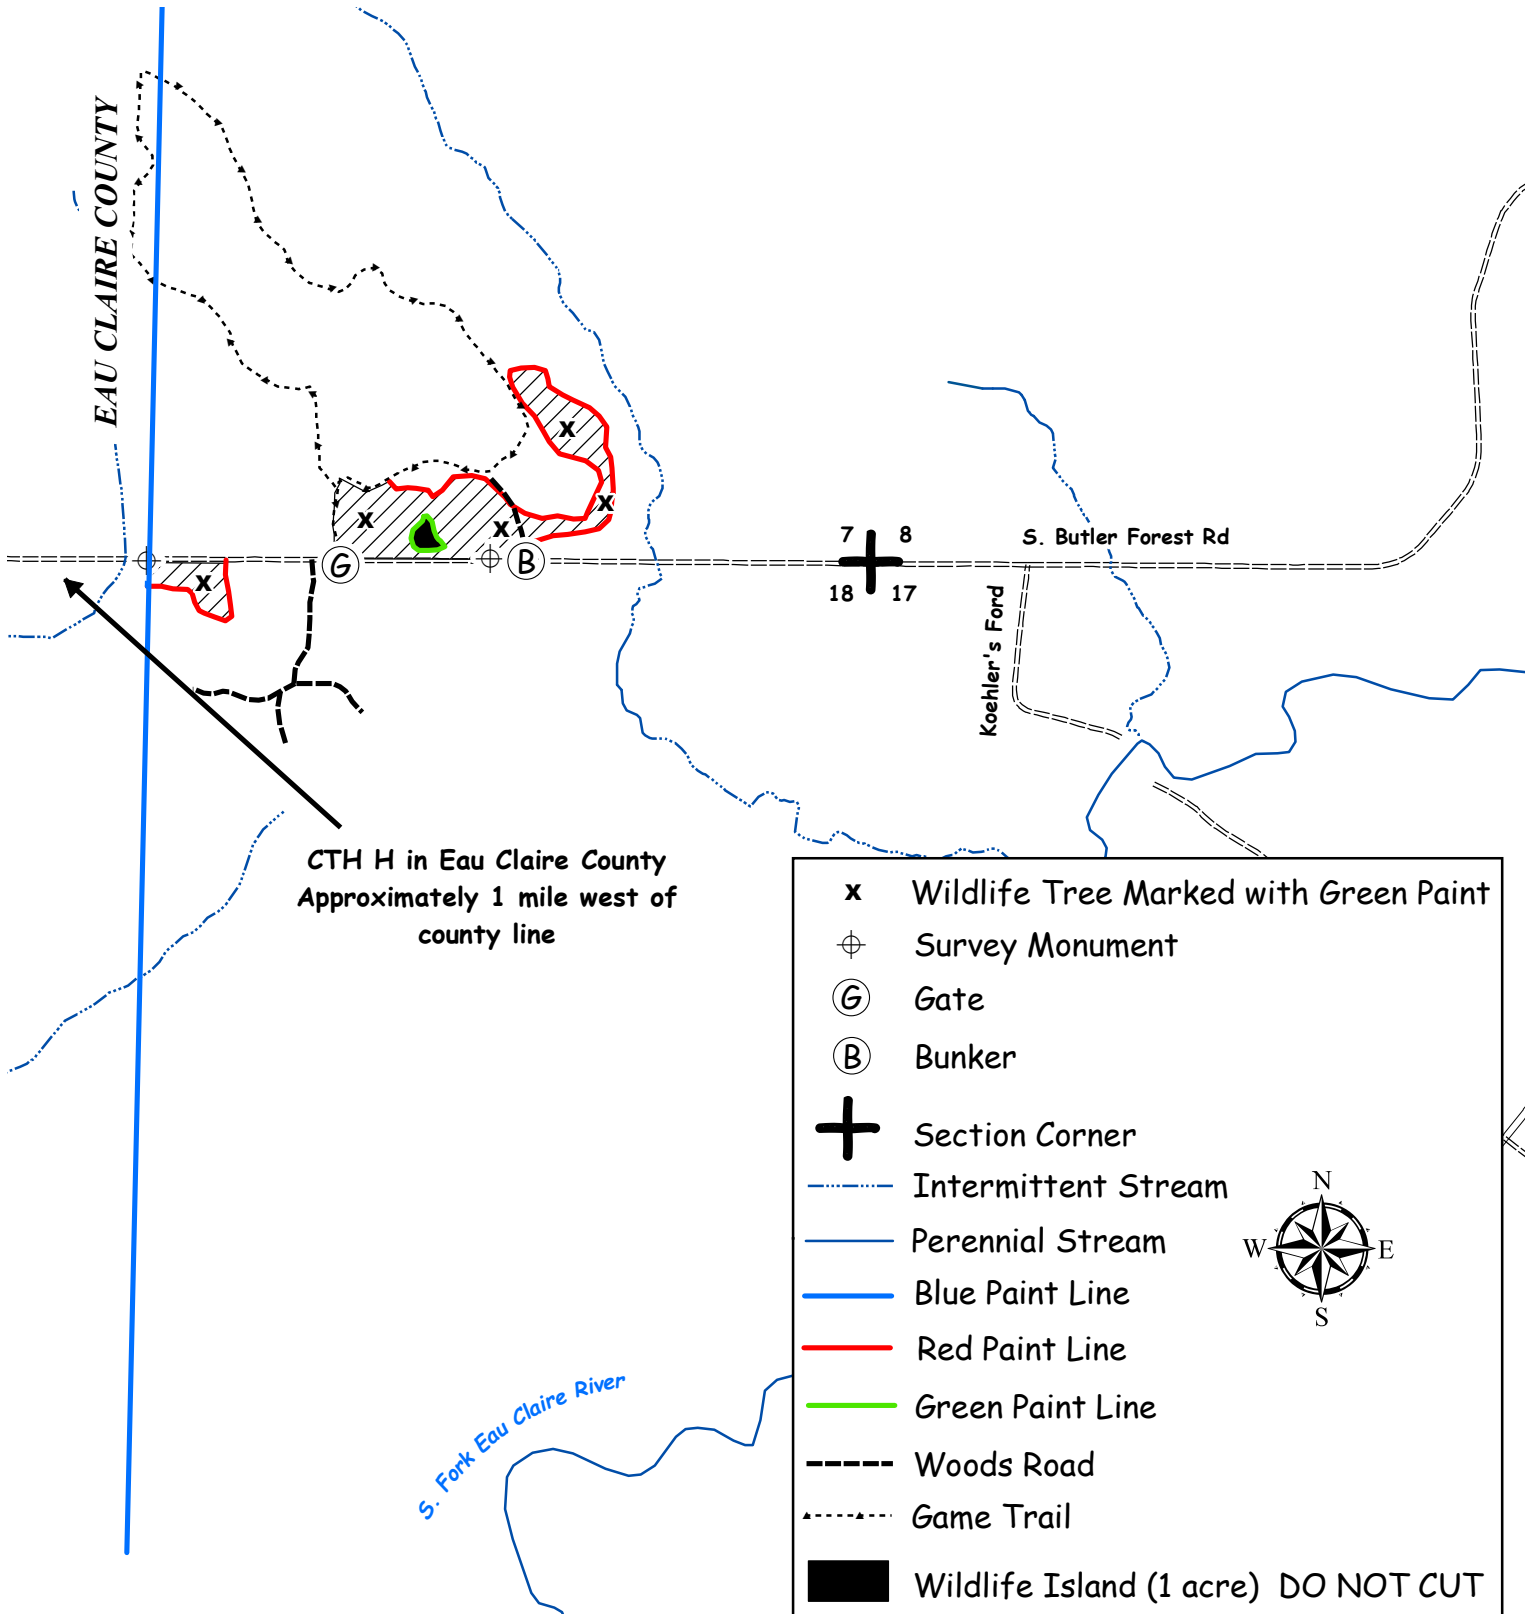 EAU CLAIRE COUNTY
x
x
x
x
x
G
B
7 8
18 17
S. Butler Forest Rd
Koehler's Ford
CTH H in Eau Claire County
Approximately 1 mile west of
county line
S. Fork Eau Claire River
x Wildlife Tree Marked with Green Paint
Survey Monument
G Gate
B Bunker
Section Corner
Intermittent Stream
Perennial Stream
Blue Paint Line
Red Paint Line
Green Paint Line
Woods Road
Game Trail
Wildlife Island (1 acre) DO NOT CUT
N
W E
S